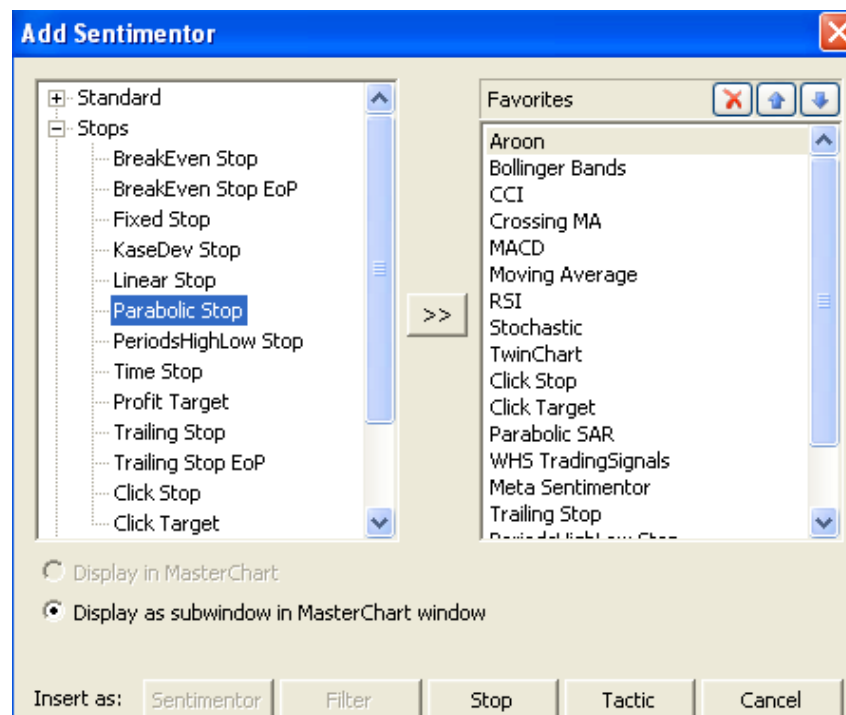 Add Sentimentor
Standard
Stops
BreakEven Stop
BreakEven Stop EoP
Fixed Stop
KaseDev Stop
Linear Stop
Parabolic Stop
PeriodsHighLow Stop
Time Stop
Profit Target
Trailing Stop
Trailing Stop EoP
Click Stop
Click Target
>>
Favorites
Aroon
Bollinger Bands
CCI
Crossing MA
MACD
Moving Average
RSI
Stochastic
TwinChart
Click Stop
Click Target
Parabolic SAR
WHS TradingSignals
Meta Sentimentor
Trailing Stop
PeriodsHighLow Stop
Display in MasterChart
Display as subwindow in MasterChart window
Insert as: Sentimentor Filter Stop Tactic Cancel